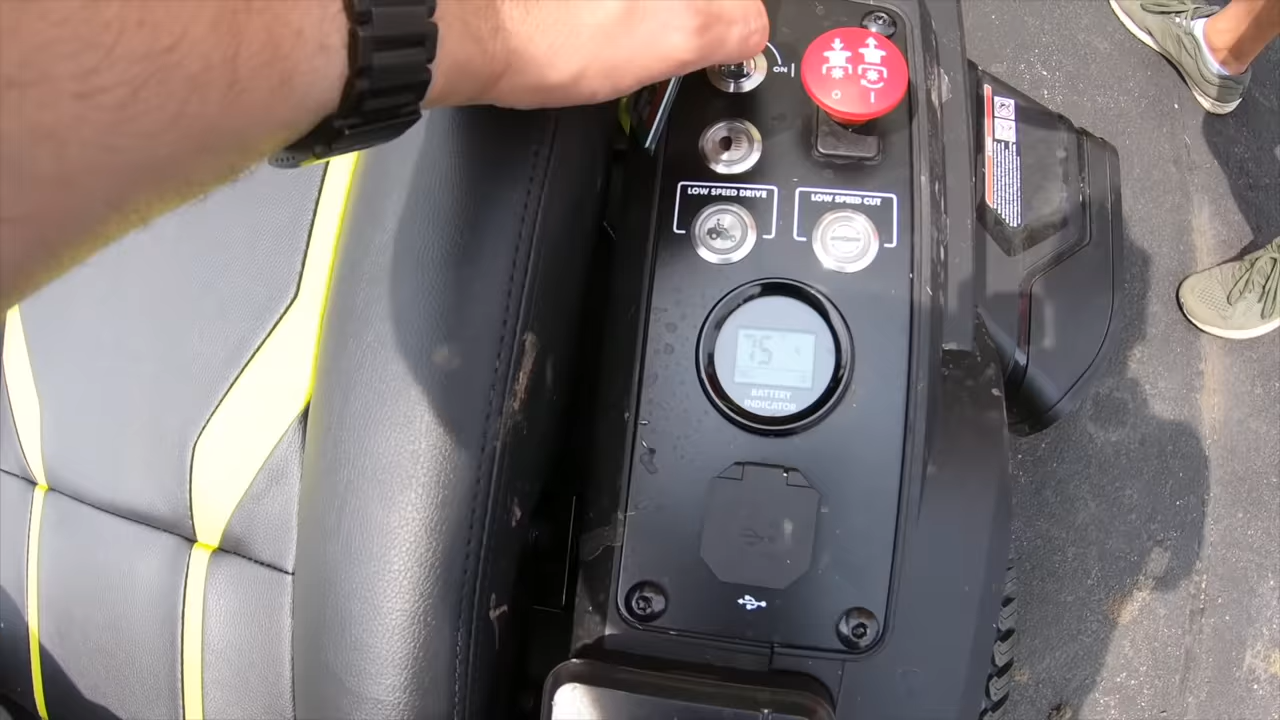 ON
O I
LOW SPEED DRIVE
LOW SPEED CUT
75
BATTERY
INDICATOR